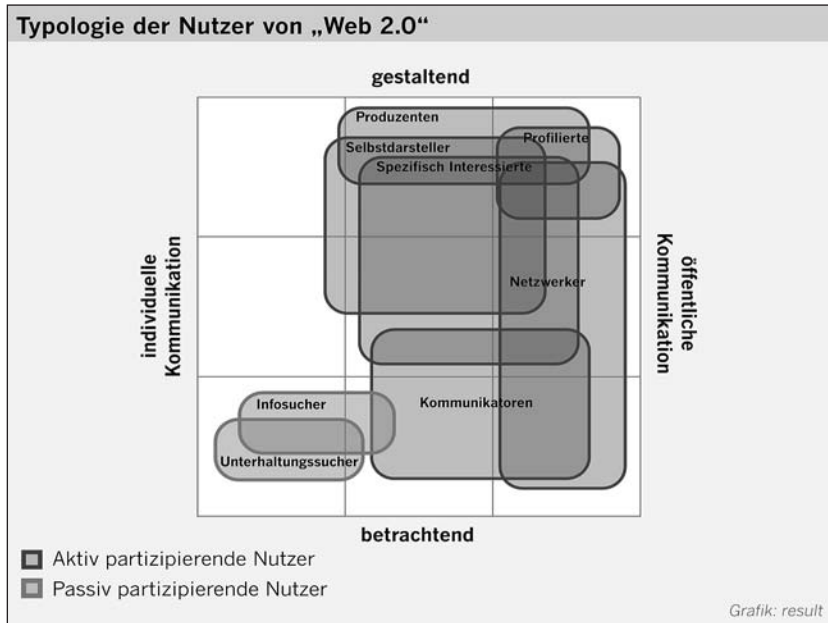 Typologie der Nutzer von „Web 2.0“
gestaltend
Produzenten
Profilierte
Selbstdarsteller
Spezifisch Interessierte
individuelle
Kommunikation
öffentliche
Kommunikation
Netzwerker
Infosucher
Kommunikatoren
Unterhaltungssucher
betrachtend
Aktiv partizipierende Nutzer
Passiv partizipierende Nutzer
Grafik: result